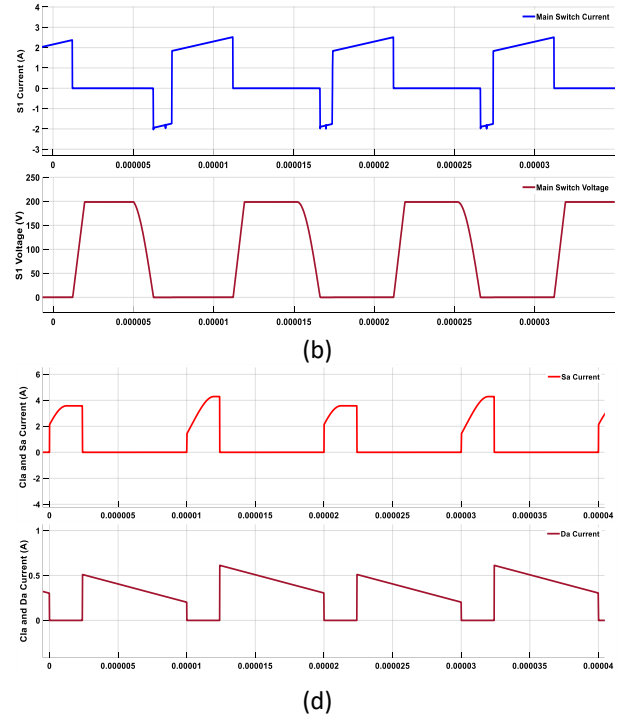 Main Switch Current
S1 Current (A)
4
3
2
1
0
-1
-2
-3
0 0.000005 0.00001 0.000015 0.00002 0.000025 0.00003
Main Switch Voltage
S1 Voltage (V)
250
200
150
100
50
0
0 0.000005 0.00001 0.000015 0.00002 0.000025 0.00003
(b)
Sa Current
Cla and Sa Current (A)
6
4
2
0
-2
-4
0 0.000005 0.00001 0.000015 0.00002 0.000025 0.00003 0.000035 0.00004
Da Current
Cla and Da Current (A)
1
0.5
0
0 0.000005 0.00001 0.000015 0.00002 0.000025 0.00003 0.000035 0.00004
(d)